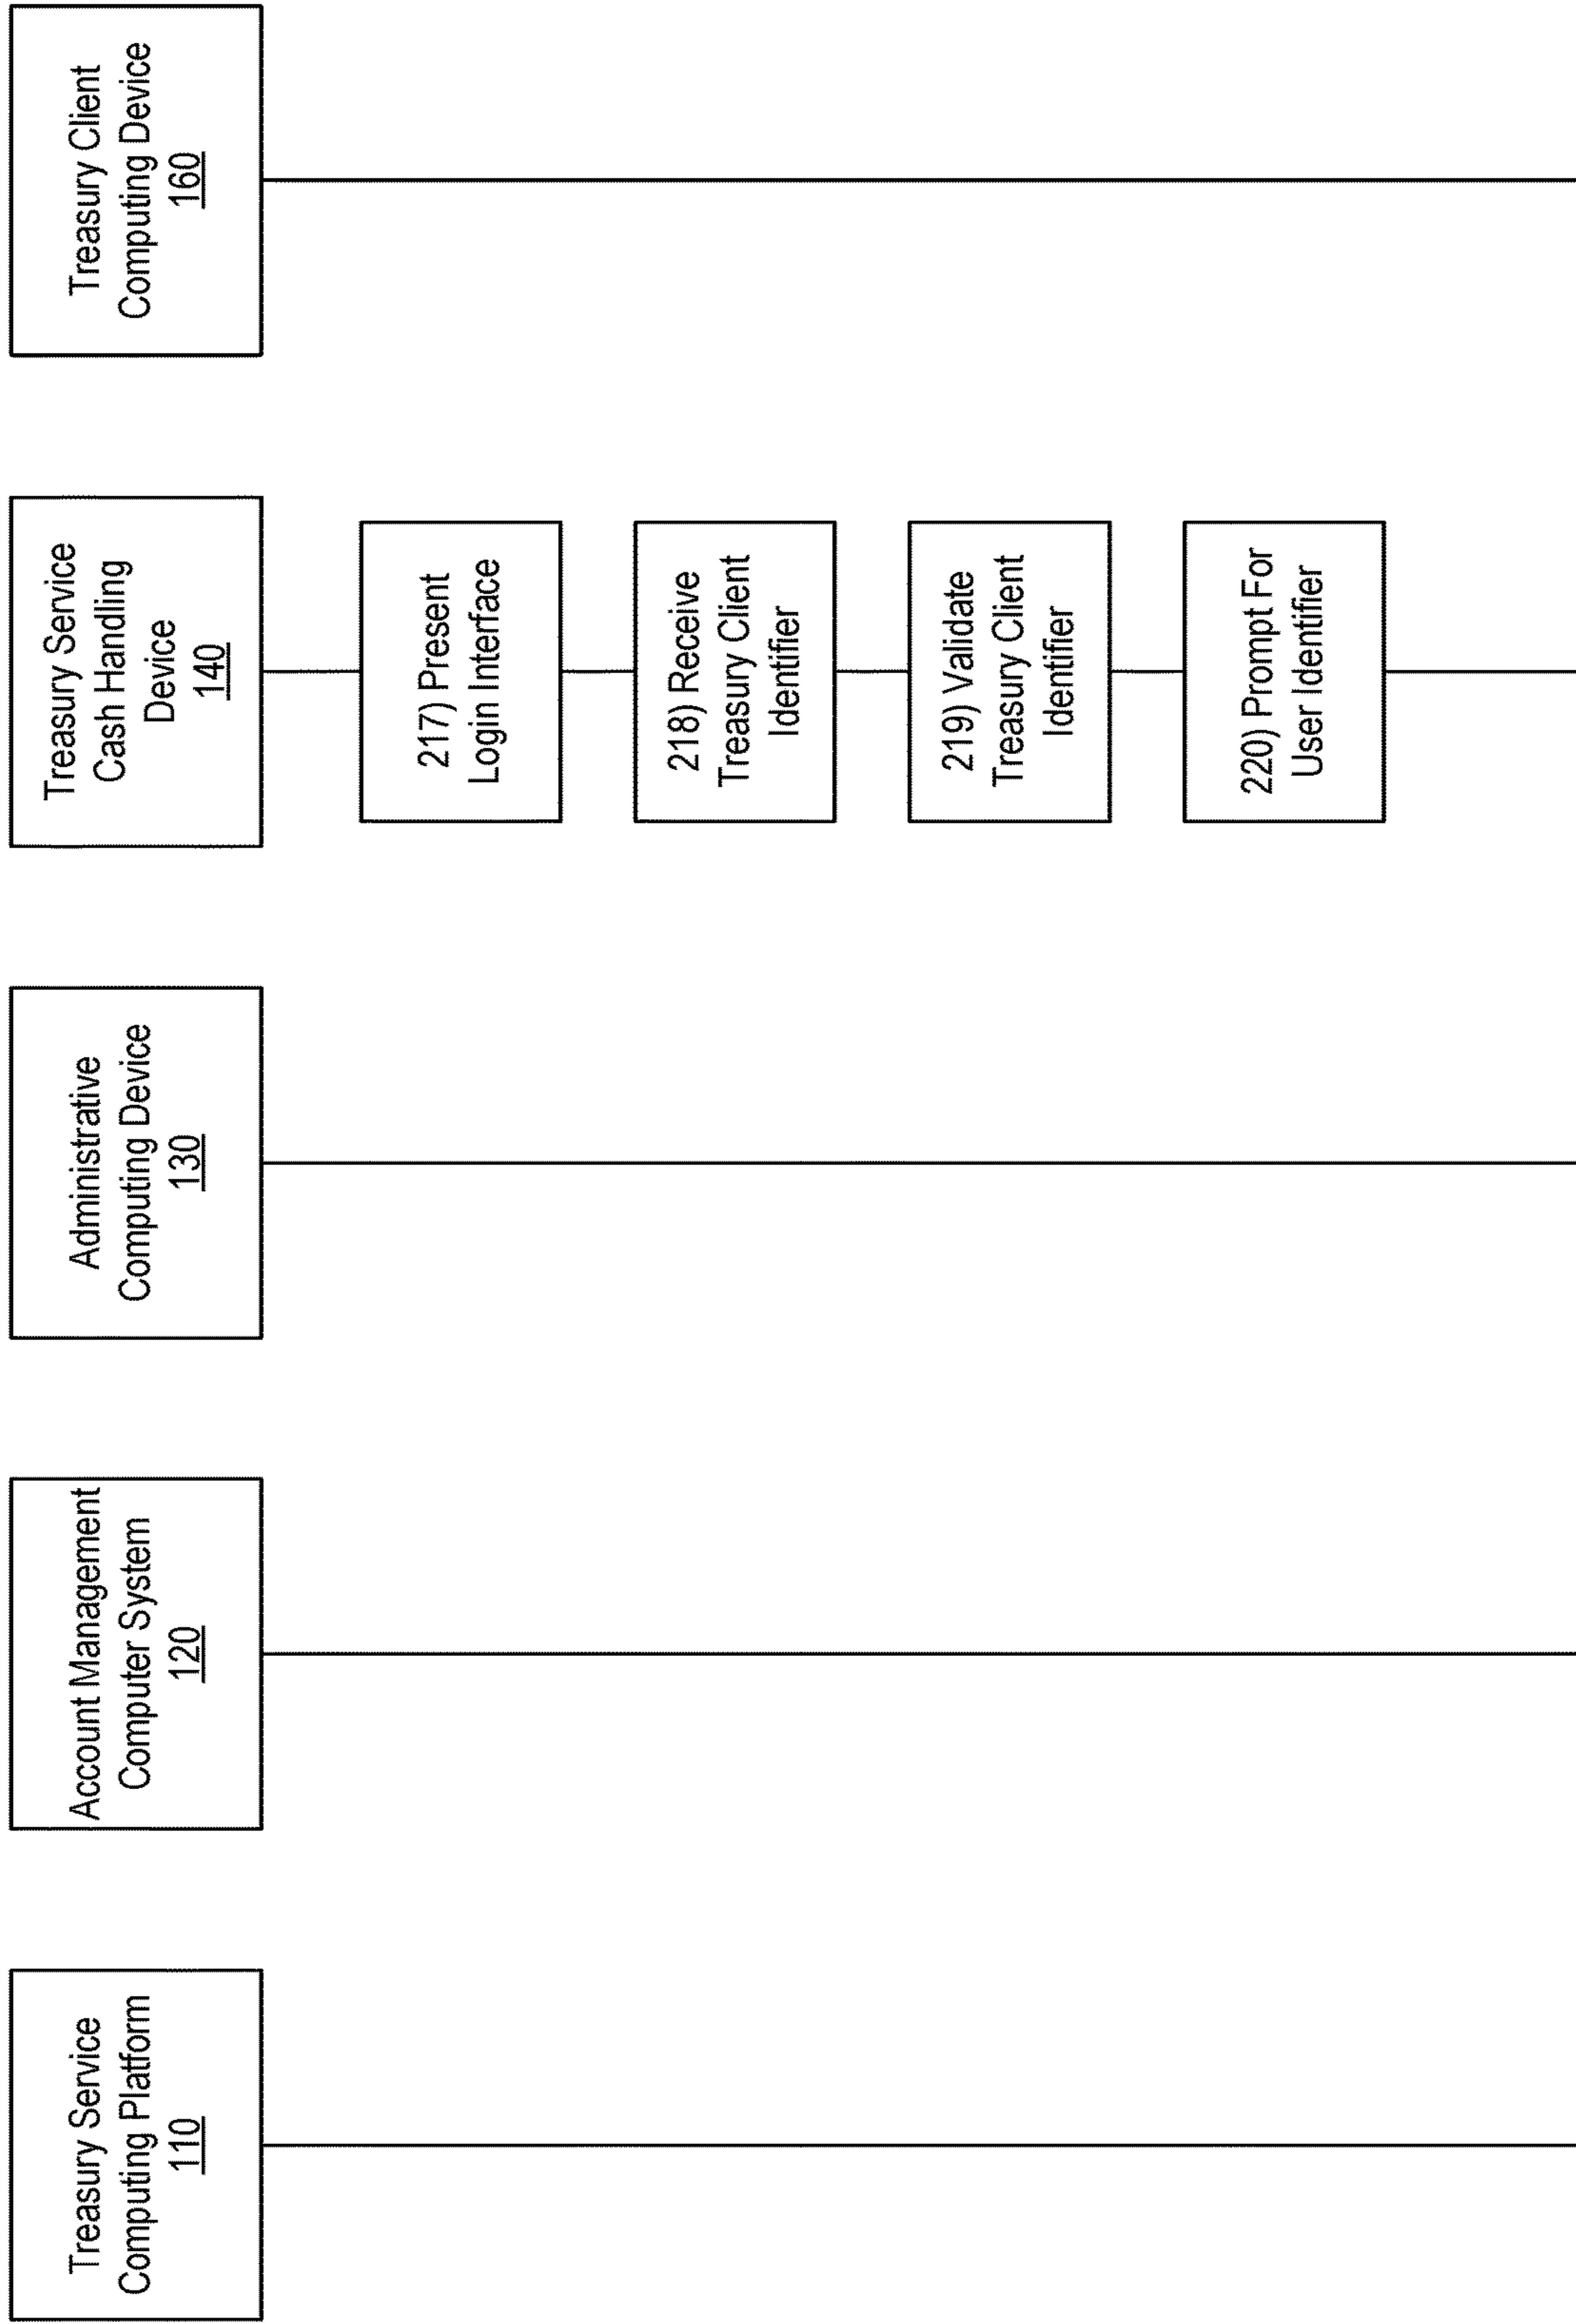 Treasury Service
Computing Platform
110
Account Management
Computer System
120
Administrative
Computing Device
130
Treasury Service
Cash Handling
Device
140
Treasury Client
Computing Device
160
217) Present
Login Interface
218) Receive
Treasury Client
Identifier
219) Validate
Treasury Client
Identifier
220) Prompt For
User Identifier